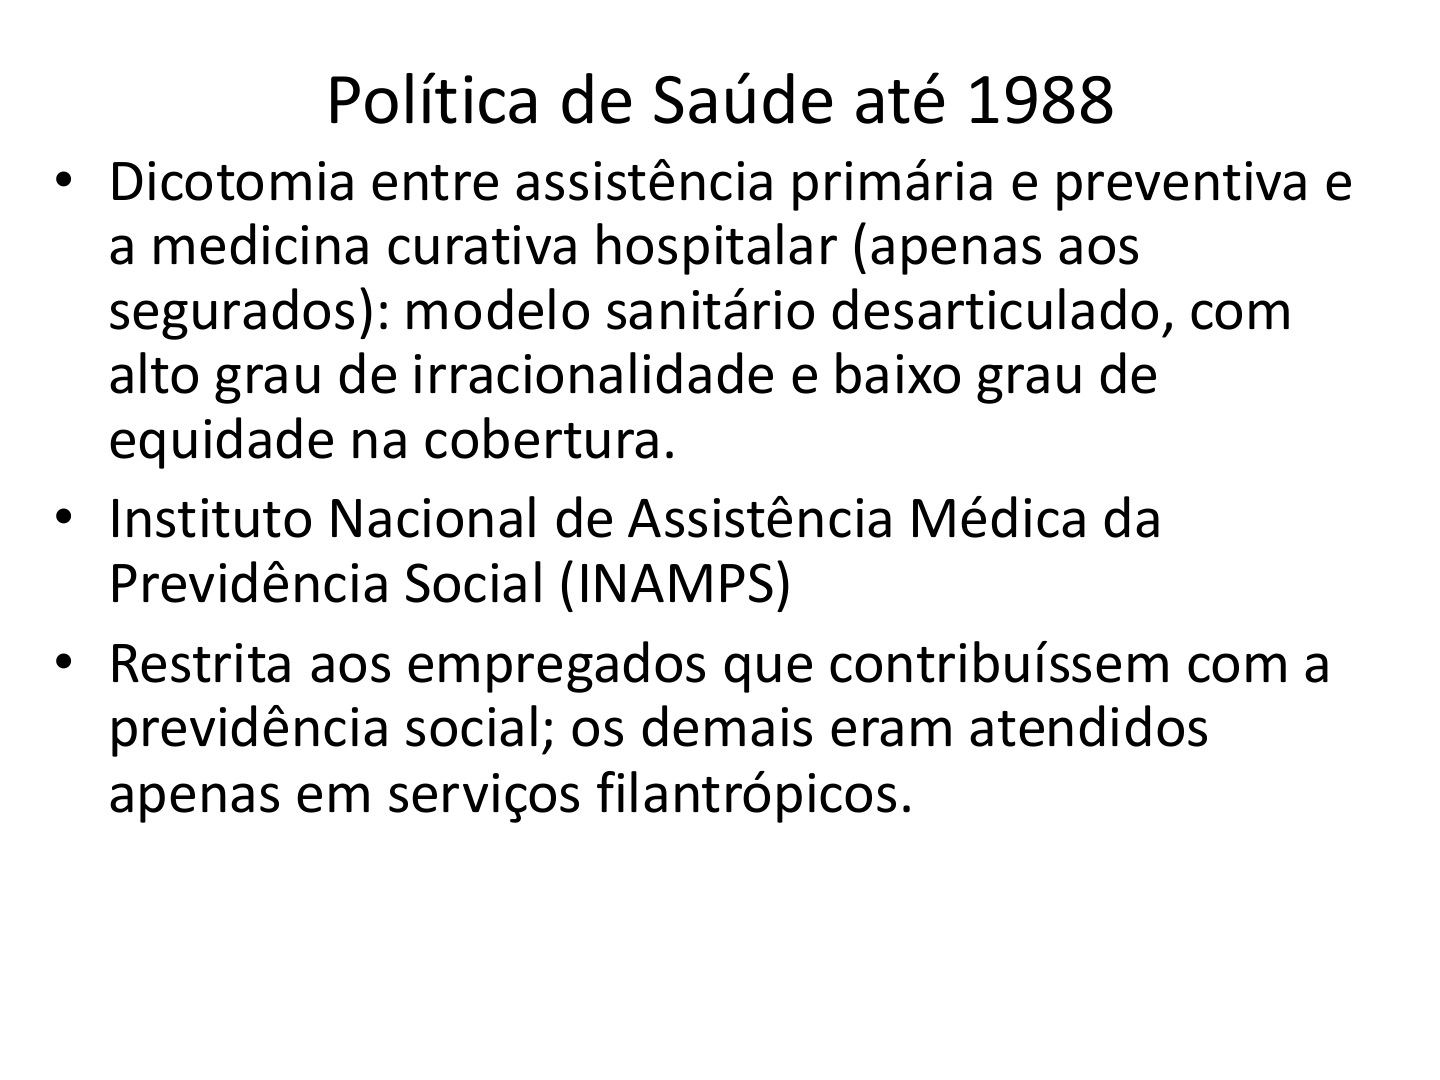 Política de Saúde até 1988
• Dicotomia entre assistência primária e preventiva e
a medicina curativa hospitalar (apenas aos
segurados): modelo sanitário desarticulado, com
alto grau de irracionalidade e baixo grau de
equidade na cobertura.
• Instituto Nacional de Assistência Médica da
Previdência Social (INAMPS)
• Restrita aos empregados que contribuíssem com a
previdência social; os demais eram atendidos
apenas em serviços filantrópicos.